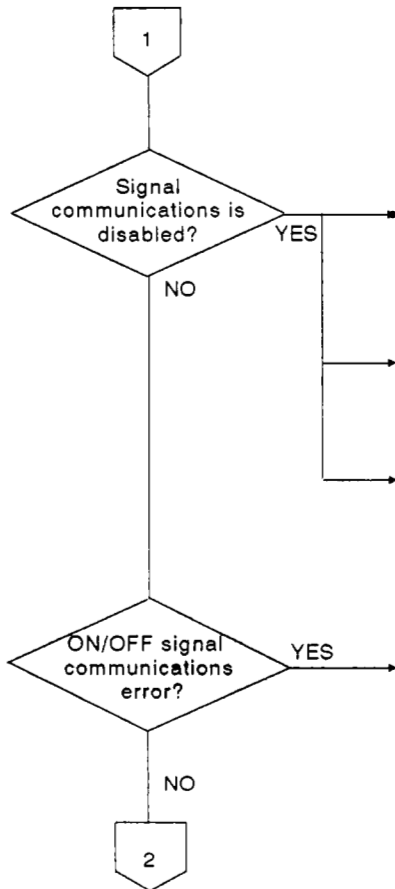 1
Signal
communications is
disabled?
YES
NO
ON/OFF signal
communications
error?
YES
NO
2